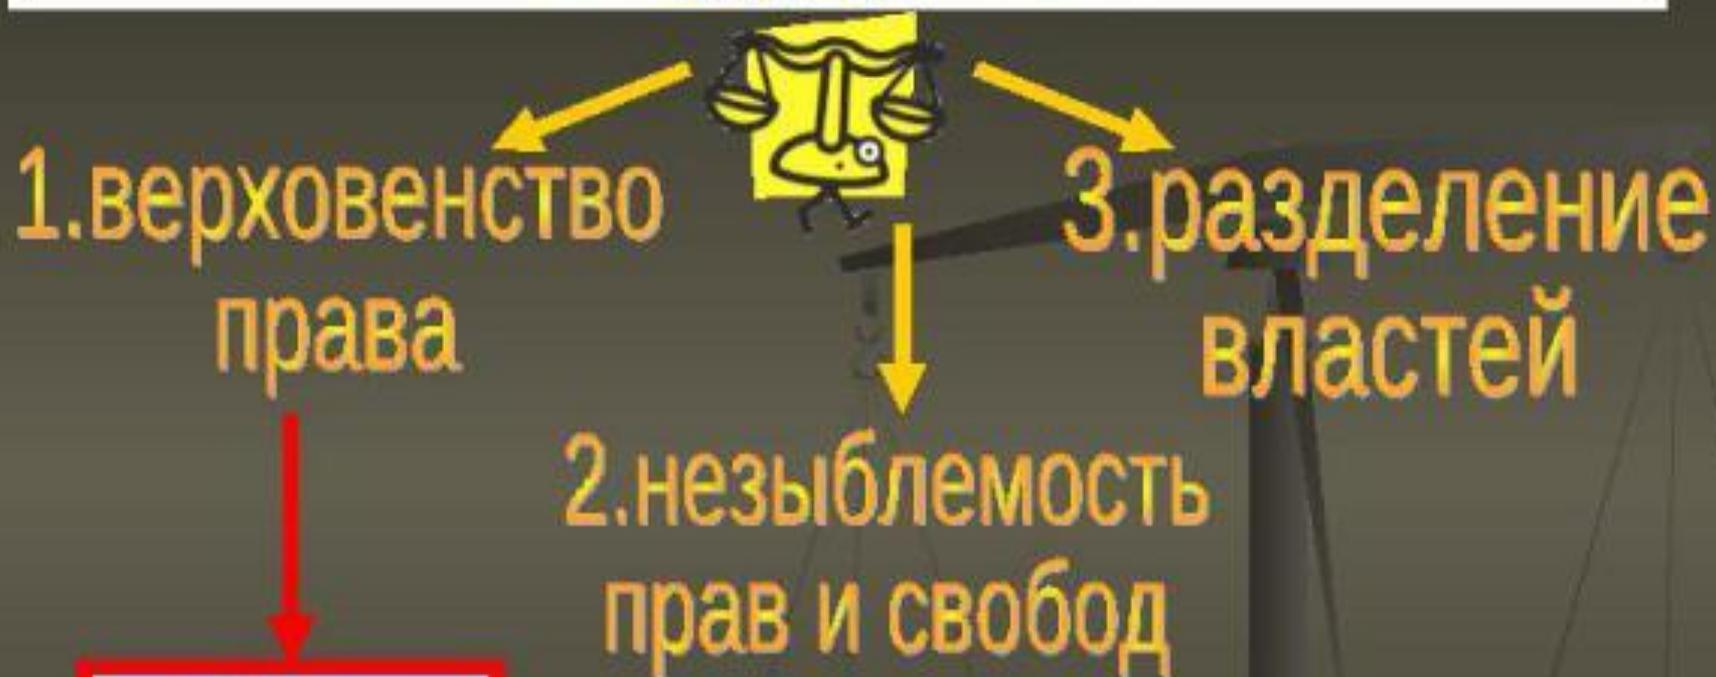 1.верховенство
права
2.незыблемость
прав и свобод
3.разделение
властей